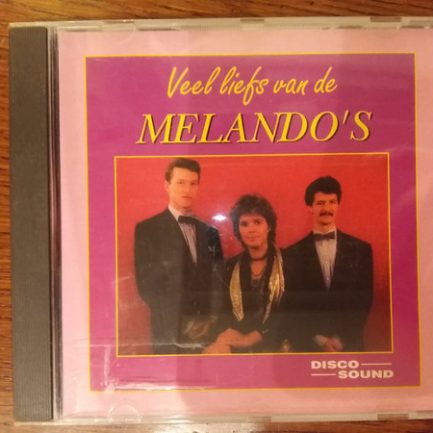 Veel liefs van de
MELANDO'S
DISCO
SOUND